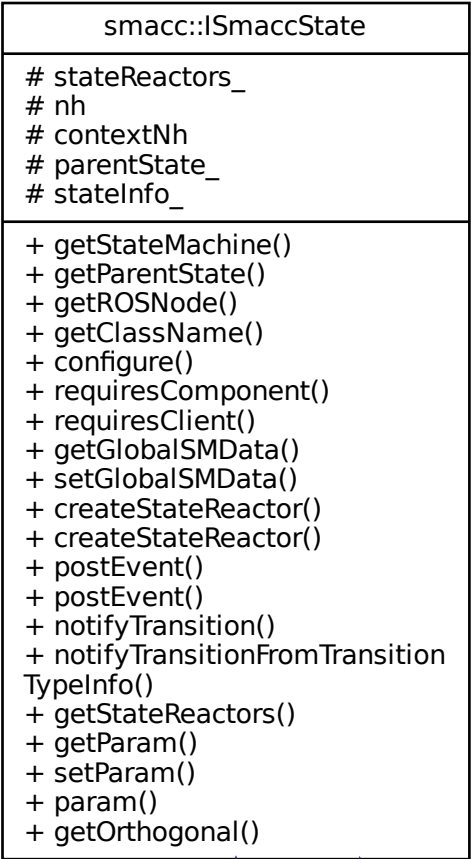 smacc::ISmaccState
# stateReactors_
# nh
# contextNh
# parentState_
# stateInfo_
+ getStateMachine()
+ getParentState()
+ getROSNode()
+ getClassName()
+ configure()
+ requiresComponent()
+ requiresClient()
+ getGlobalSMData()
+ setGlobalSMData()
+ createStateReactor()
+ createStateReactor()
+ postEvent()
+ postEvent()
+ notifyTransition()
+ notifyTransitionFromTransition
TypeInfo()
+ getStateReactors()
+ getParam()
+ setParam()
+ param()
+ getOrthogonal()